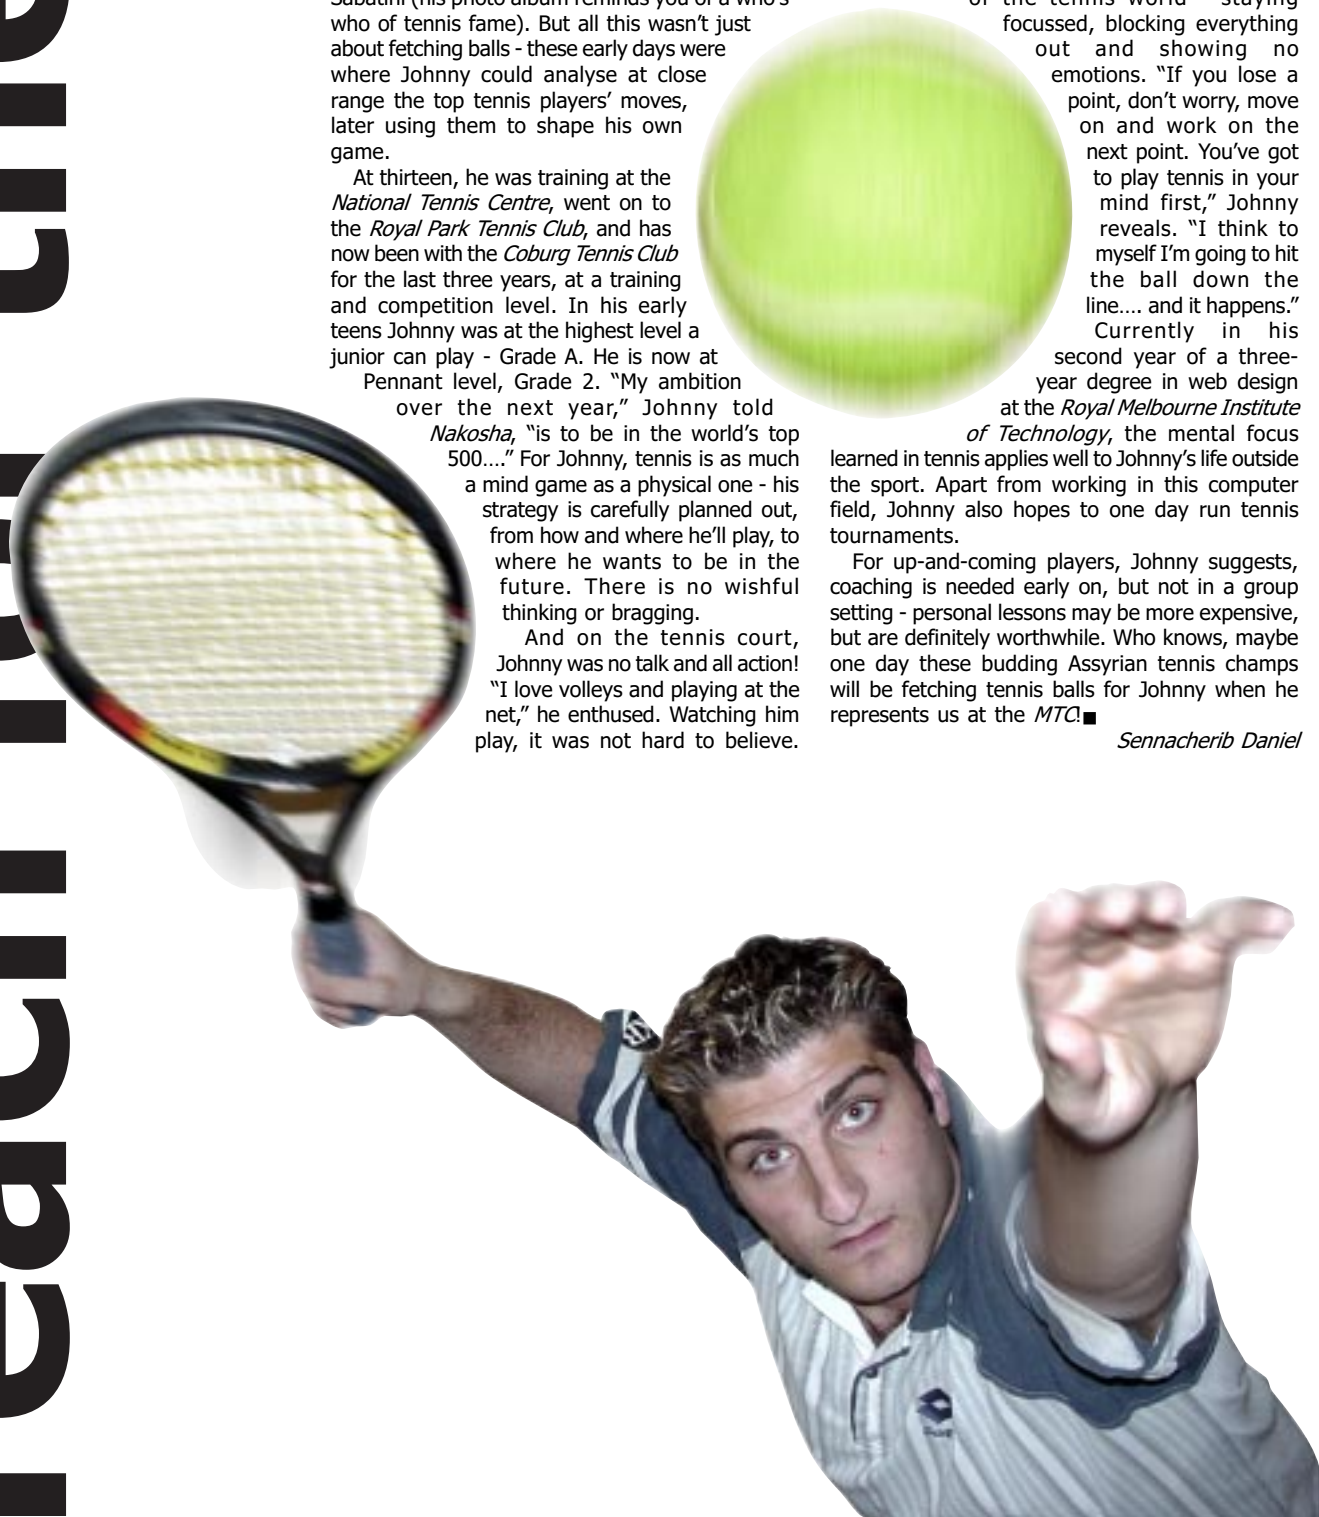 Sabatini (his photo album reminds you of a who's
who of tennis fame). But all this wasn't just
about fetching balls - these early days were
where Johnny could analyse at close
range the top tennis players' moves,
later using them to shape his own
game.
At thirteen, he was training at the
National Tennis Centre, went on to
the Royal Park Tennis Club, and has
now been with the Coburg Tennis Club
for the last three years, at a training
and competition level. In his early
teens Johnny was at the highest level a
junior can play - Grade A. He is now at
Pennant level, Grade 2. “My ambition
over the next year,” Johnny told
Nakosha, “is to be in the world’s top
500....” For Johnny, tennis is as much
a mind game as a physical one - his
strategy is carefully planned out,
from how and where he’ll play, to
where he wants to be in the
future. There is no wishful
thinking or bragging.
And on the tennis court,
Johnny was no talk and all action!
“I love volleys and playing at the
net,” he enthused. Watching him
play, it was not hard to believe.
of the tennis world - staying
focussed, blocking everything
out and showing no
emotions. “If you lose a
point, don’t worry, move
on and work on the
next point. You’ve got
to play tennis in your
mind first,” Johnny
reveals. “I think to
myself I’m going to hit
the ball down the
line.... and it happens.”
Currently in his
second year of a three-
year degree in web design
at the Royal Melbourne Institute
of Technology, the mental focus
learned in tennis applies well to Johnny’s life outside
the sport. Apart from working in this computer
field, Johnny also hopes to one day run tennis
tournaments.
For up-and-coming players, Johnny suggests,
coaching is needed early on, but not in a group
setting - personal lessons may be more expensive,
but are definitely worthwhile. Who knows, maybe
one day these budding Assyrian tennis champs
will be fetching tennis balls for Johnny when he
represents us at the MTC!■
Sennacherib Daniel